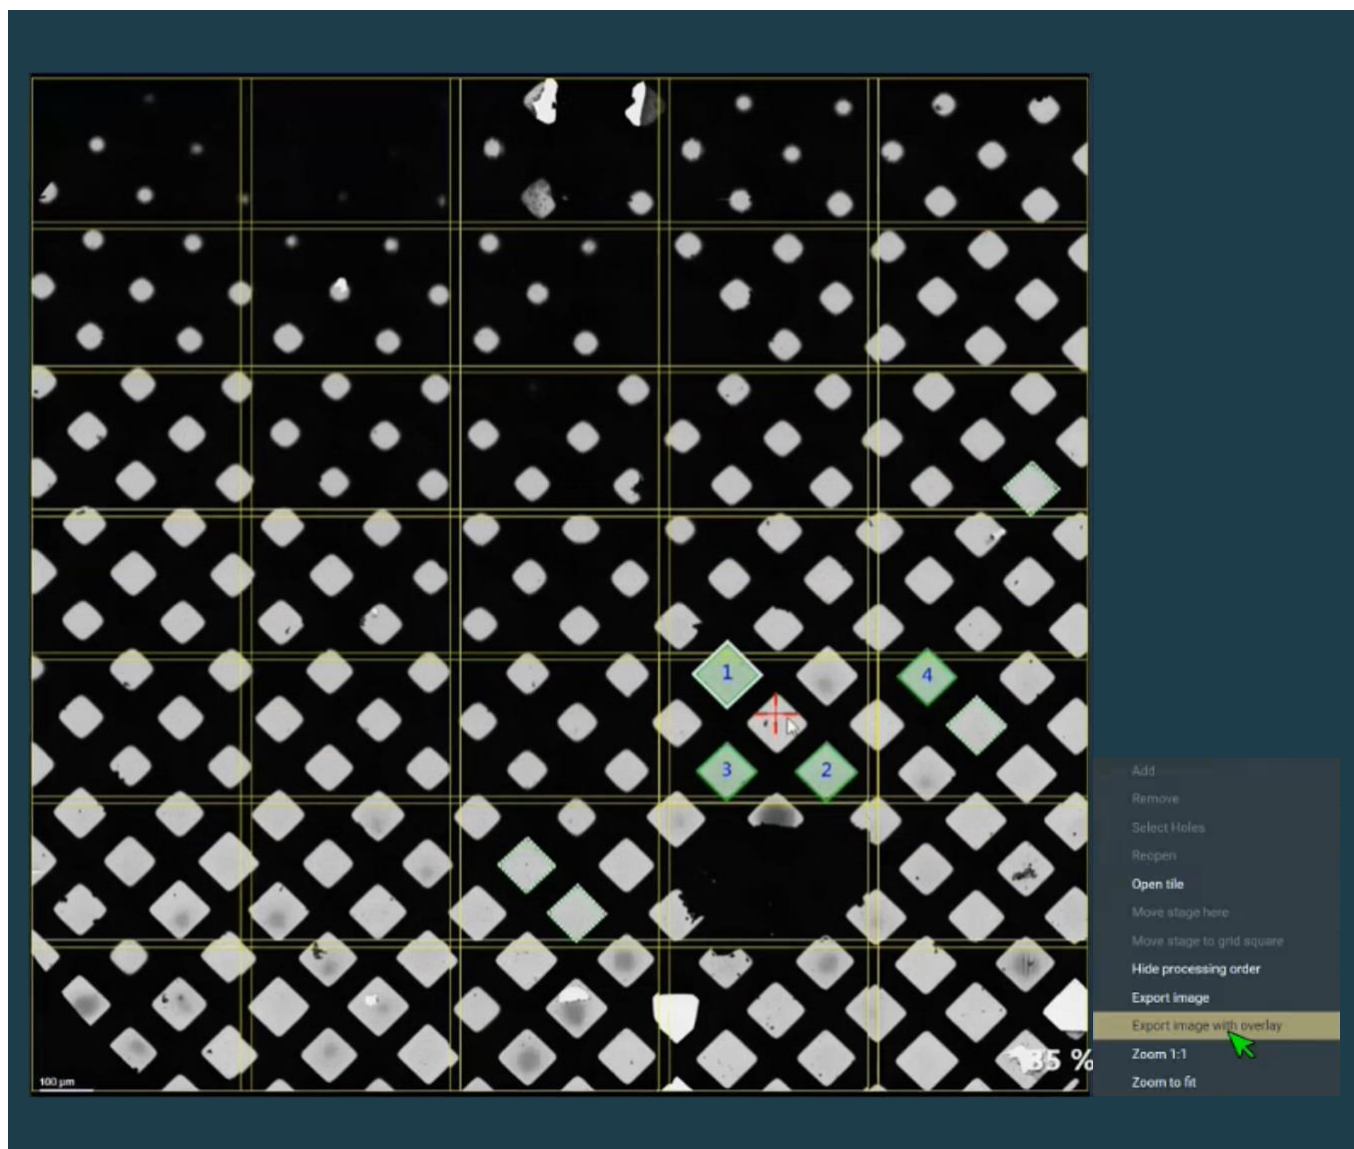 1
4
3
2
Add
Remove
Select Holes
Reopen
Open tile
Move stage here
Move stage to grid square
Hide processing order
Export image
Export image with overlay
Zoom 1:1
Zoom to fit
100 µm
35 %